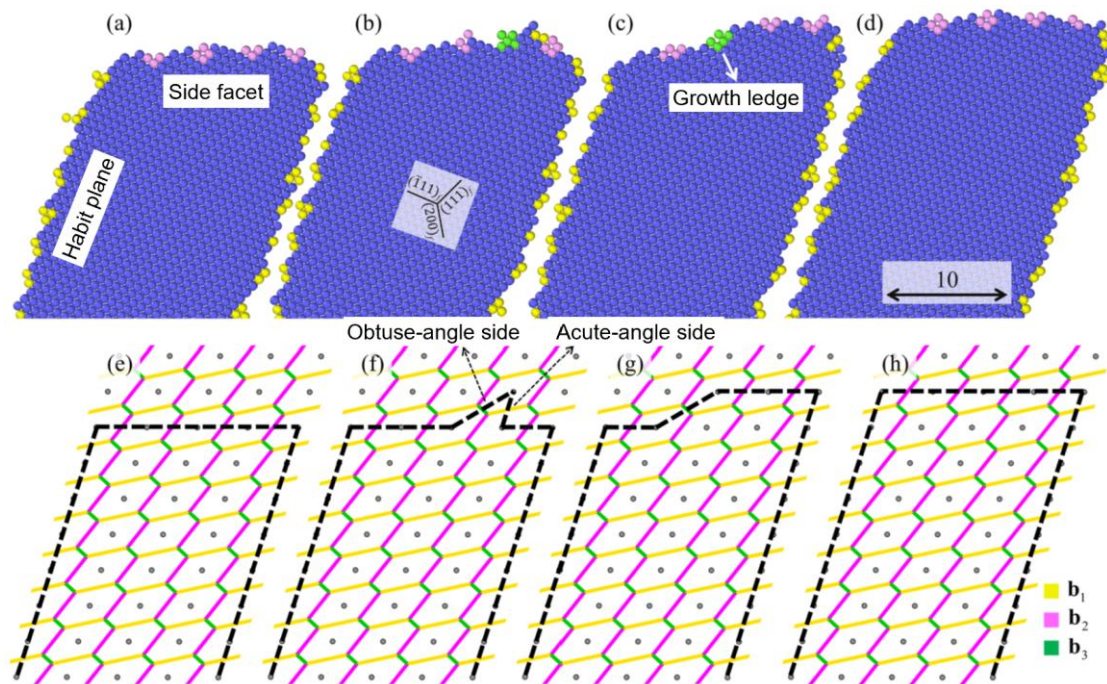 (a)
(b)
(c)
(d)
Side facet
Growth ledge
Habit plane
(1̄11)f
(111)f
(200)f
10
Obtuse-angle side
Acute-angle side
(e)
(f)
(g)
(h)
b1
b2
b3